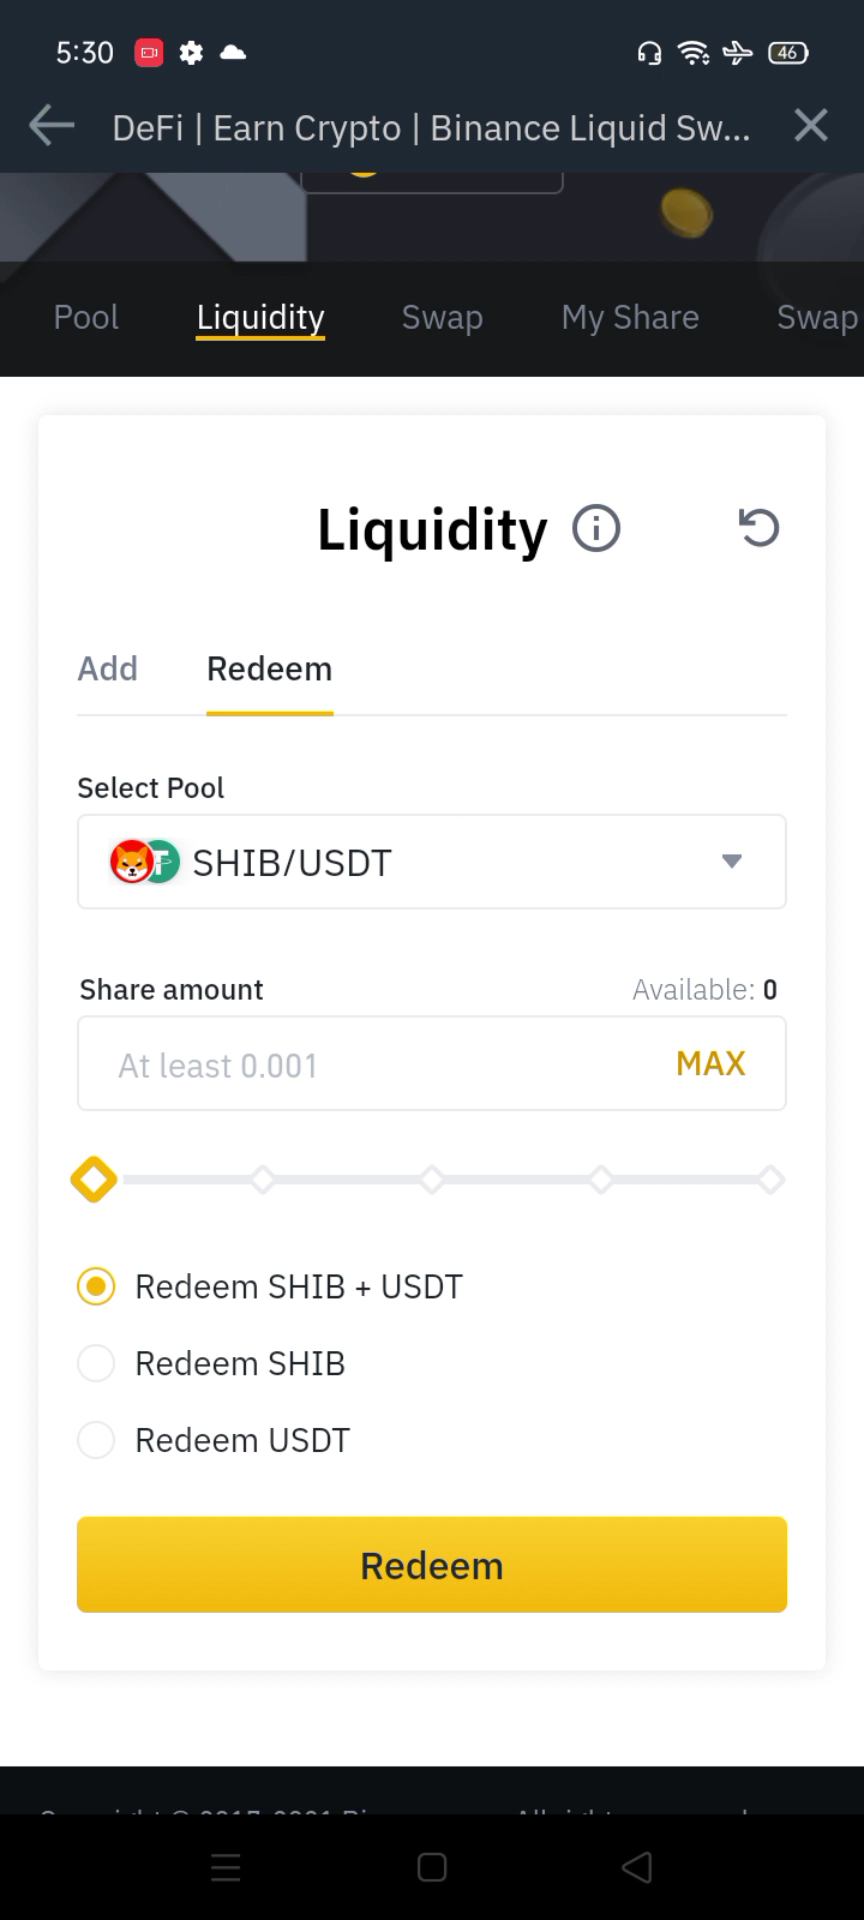 5:30
46
DeFi | Earn Crypto | Binance Liquid Sw...
Pool Liquidity Swap My Share Swap
Liquidity
Add Redeem
Select Pool
SHIB/USDT
Share amount Available: 0
At least 0.001 MAX
Redeem SHIB + USDT
Redeem SHIB
Redeem USDT
Redeem